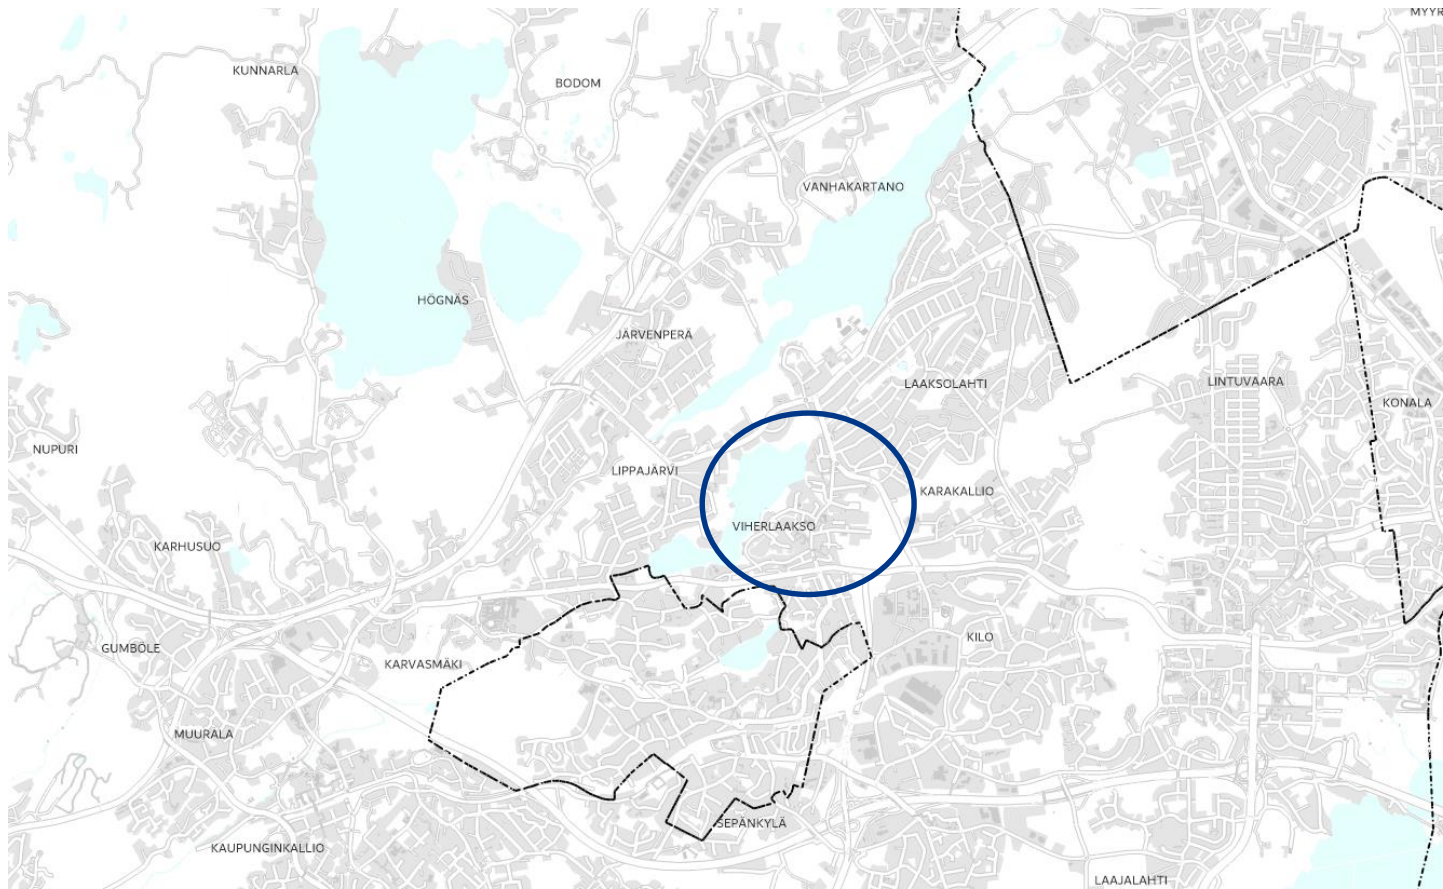 MYYR
KUNNARLA
BODOM
VANHAKARTANO
HÖGNÄS
JÄRVENPERÄ
LAAKSOLAHTI
LINTUVAARA
KONALA
NUPURI
LIPPAJÄRVI
KARAKALLIO
VIHERLAAKSO
KARHUSUO
KILO
GUMBÖLE
KARVASMÄKI
MUURALA
SEPÄNKYLÄ
KAUPUNGINKALLIO
LAAJALAHTI